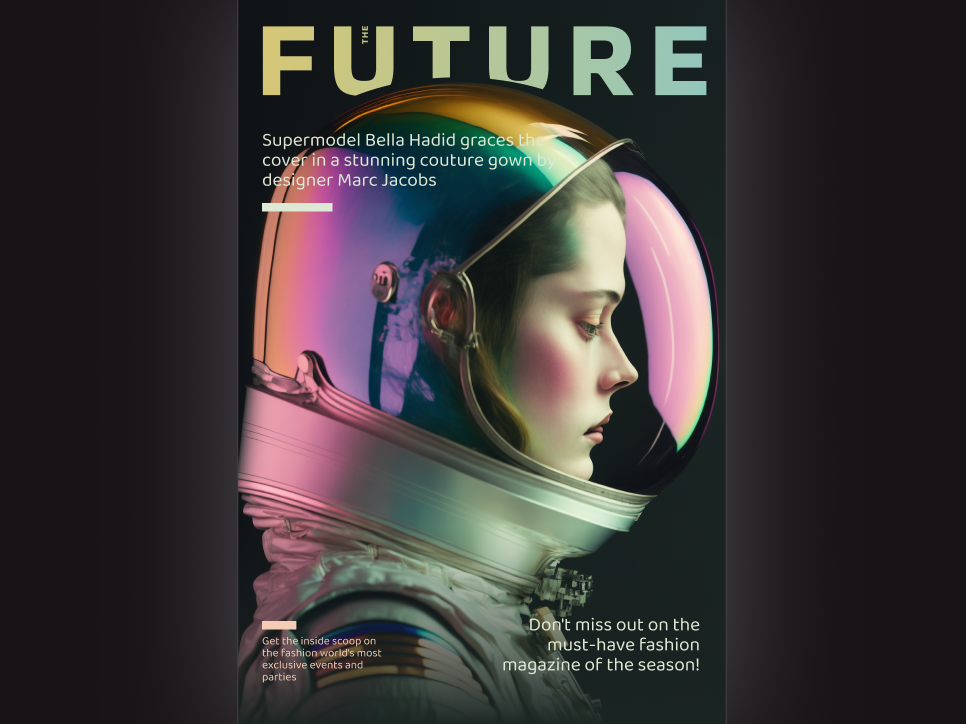 THE
FUTURE
Supermodel Bella Hadid graces the
cover in a stunning couture gown by
designer Marc Jacobs
Get the inside scoop on
the fashion world's most
exclusive events and
parties
Don't miss out on the
must-have fashion
magazine of the season!